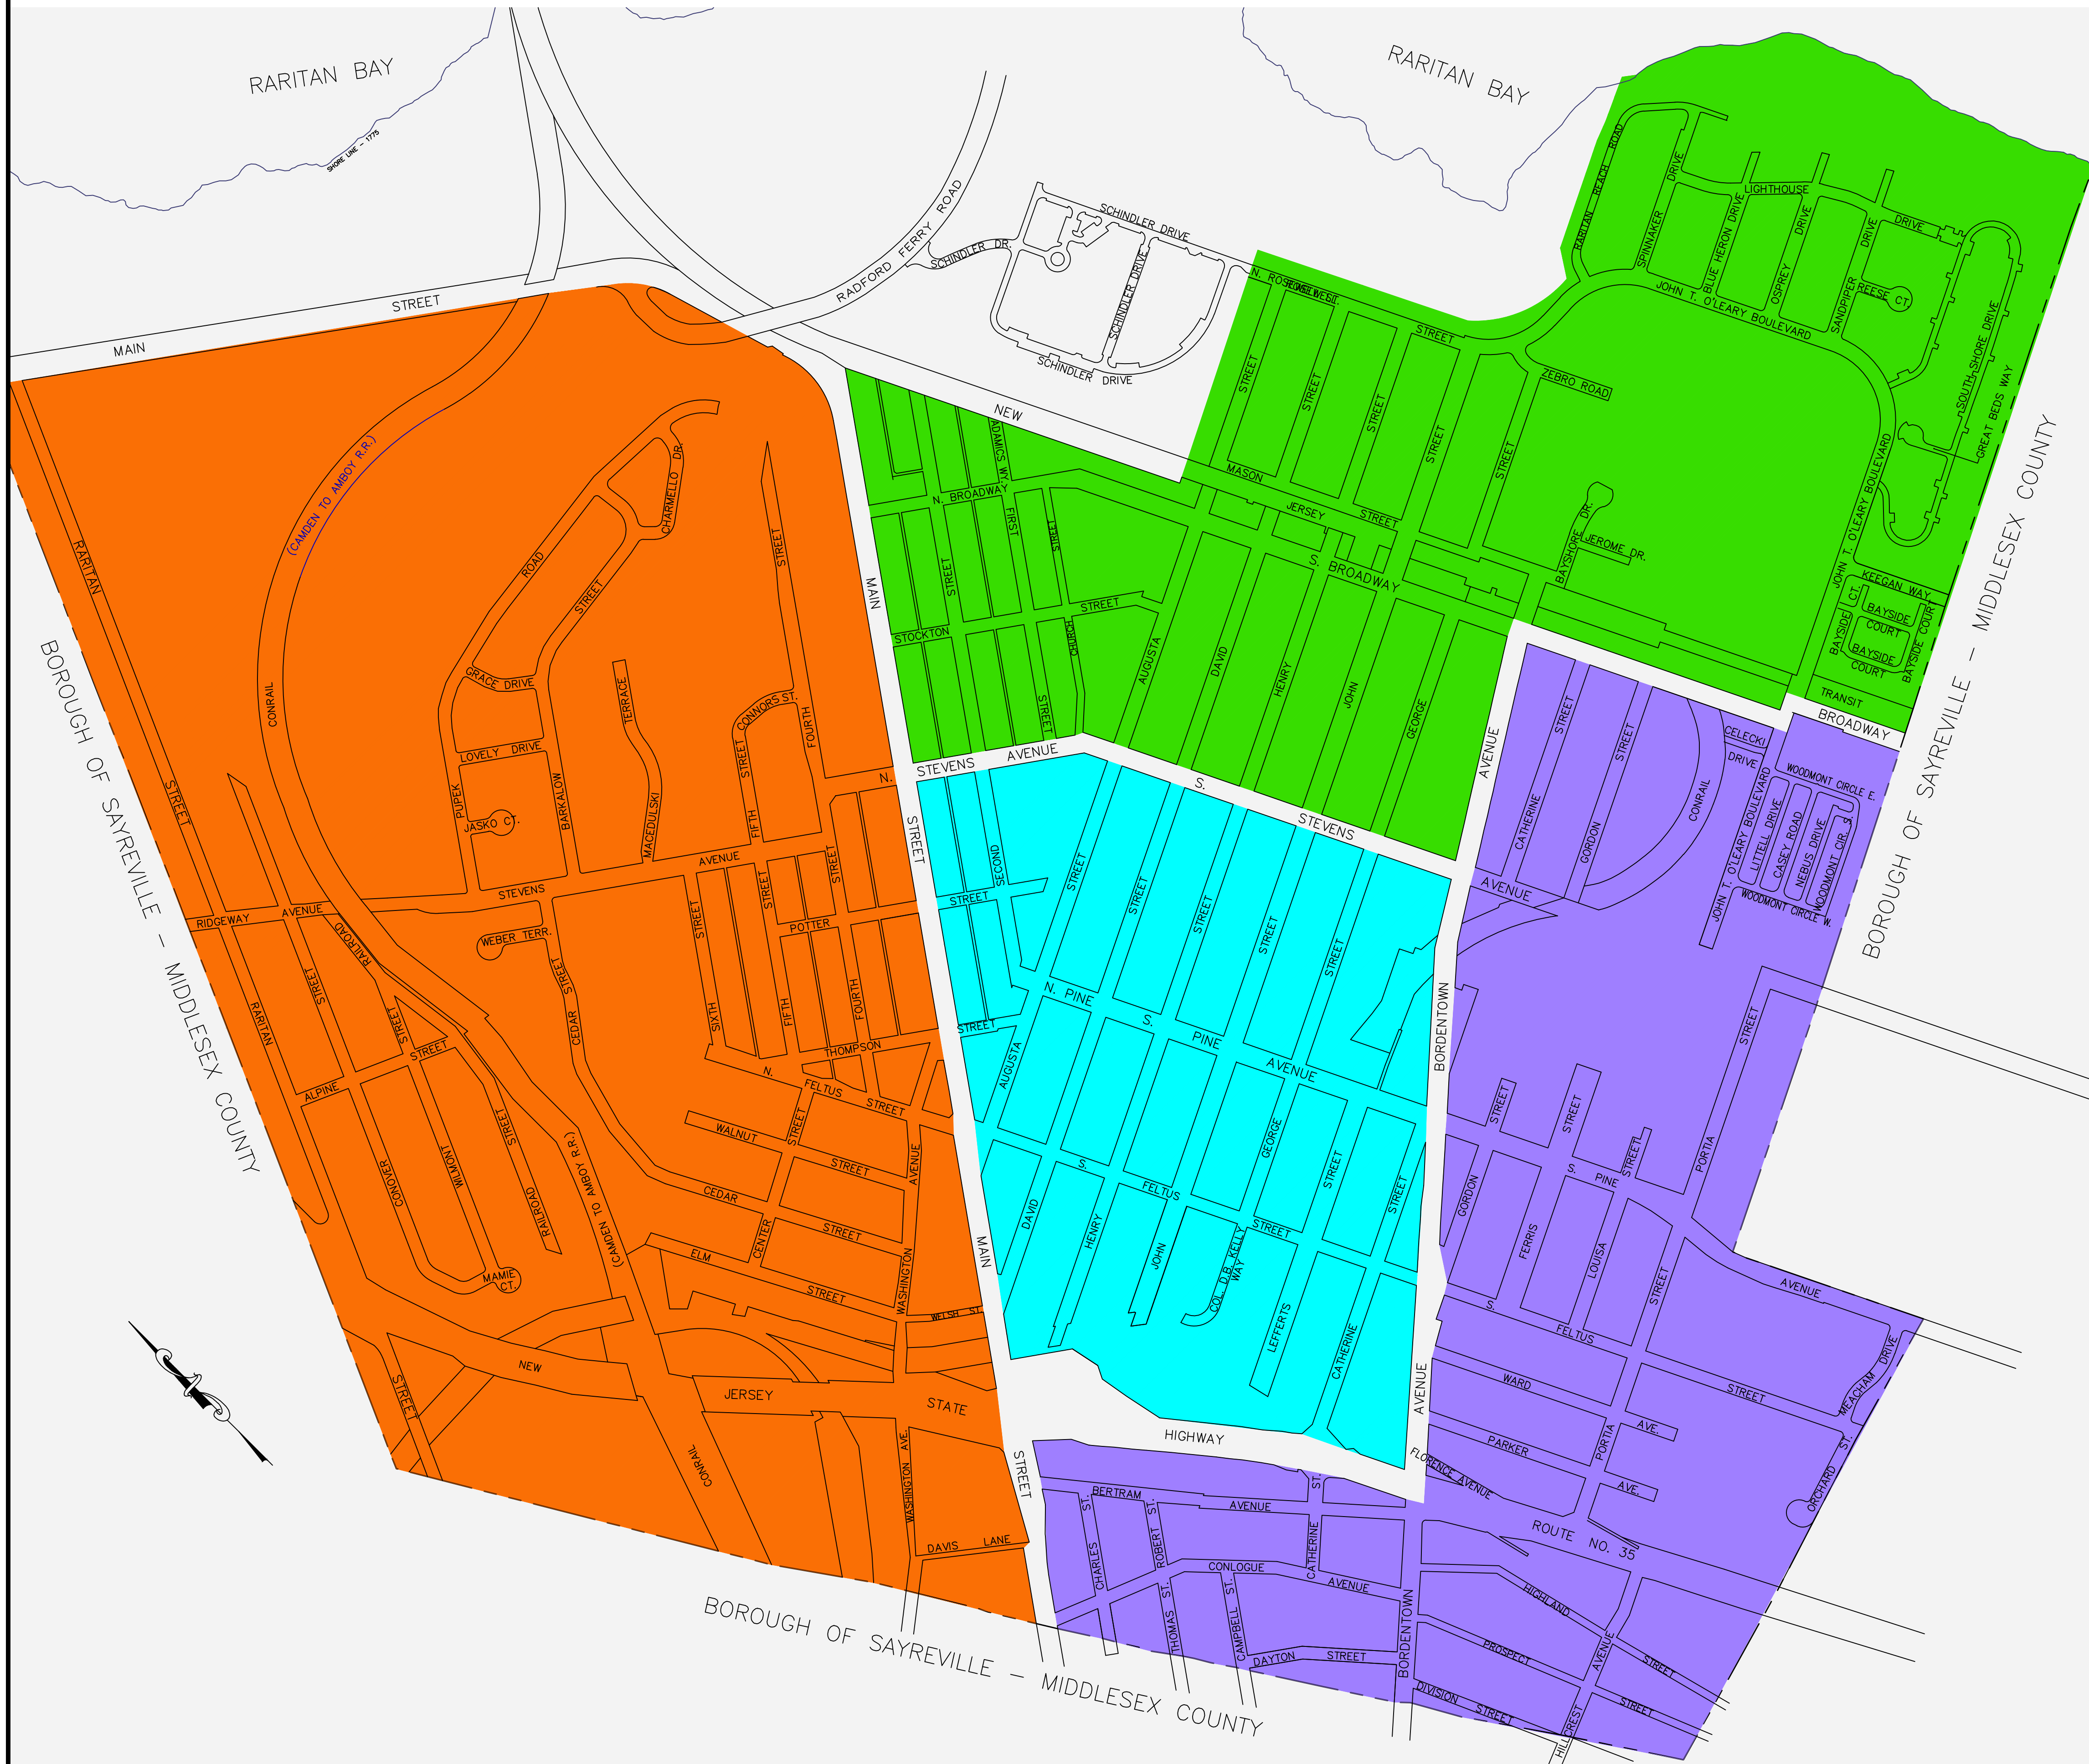 RARITAN BAY
RARITAN BAY
SHORE LINE - 1775
MAIN
STREET
RADFORD FERRY ROAD
SCHINDLER DR.
SCHINDLER DRIVE
SCHINDLER DRIVE
SCHINDLER DRIVE
N. ROSEWELL
STREET
RARITAN REACH ROAD
SPINNAKER DRIVE
LIGHTHOUSE
DRIVE
BLUE HERON DRIVE
OSPREY DRIVE
SANDPIPER DRIVE
REESE CT.
JOHN T. O'LEARY BOULEVARD
SOUTH SHORE DRIVE
GREAT BEDS WAY
ZEBRO ROAD
STREET
STREET
STREET
STREET
STREET
NEW
MASON
STREET
JERSEY
BAYSHORE DR.
JEROME DR.
JOHN T. O'LEARY BOULEVARD
KEEGAN WAY
BAYSIDE CT.
BAYSIDE
COURT
BAYSIDE
COURT
BAYSIDE COURT
TRANSIT
BROADWAY
BOROUGH OF SAYREVILLE - MIDDLESEX COUNTY
ADAMICS WY.
N. BROADWAY
FIRST
STREET
STREET
STOCKTON
STREET
CHURCH
STREET
AUGUSTA
DAVID
HENRY
JOHN
GEORGE
S. BROADWAY
STEVENS
AVENUE
S.
STEVENS
AVENUE
AVENUE
(CAMDEN TO AMBOY R.R.)
RARITAN
STREET
CONRAIL
CHARMELLO DR.
ROAD
STREET
GRACE DRIVE
LOVELY DRIVE
PUPEK
BARKALOW
JASKO CT.
TERRACE
MACEDULSKI
CONNORS ST.
STREET
FIFTH
STREET
FOURTH
N.
MAIN
STREET
AVENUE
STEVENS
RIDGEWAY
AVENUE
WEBER TERR.
RAILROAD
STREET
STREET
RARITAN
ALPINE
STREET
CONOVER
WILMONT
STREET
RAILROAD
MAMIE
CT.
STREET
CEDAR
STREET
SIXTH
STREET
FIFTH
STREET
FOURTH
POTTER
THOMPSON
N.
FELTUS
STREET
WALNUT
STREET
STREET
CEDAR
STREET
CENTER
ELM
STREET
AVENUE
WASHINGTON
WELSH ST.
(CAMDEN TO AMBOY R.R.)
BOROUGH OF SAYREVILLE - MIDDLESEX COUNTY
NEW
JERSEY
STATE
HIGHWAY
STREET
CONRAIL
WASHINGTON AVE.
DAVIS LANE
MAIN
STREET
SECOND
STREET
STREET
STREET
STREET
STREET
STREET
STREET
AUGUSTA
N. PINE
S.
PINE
AVENUE
DAVID
HENRY
JOHN
GEORGE
STREET
STREET
S.
FELTUS
STREET
COL. D.B. KELLY
WAY
LEFFERTS
CATHERINE
BORDENTOWN
AVENUE
CATHERINE
STREET
GORDON
STREET
CONRAIL
CELECKI
DRIVE
JOHN T. O'LEARY BOULEVARD
LITTELL DRIVE
CASEY ROAD
NEBUS DRIVE
WOODMONT CIR. S.
WOODMONT CIRCLE E.
WOODMONT CIRCLE W.
STREET
PORTIA
STREET
STREET
STREET
GORDON
FERRIS
LOUISA
STREET
S.
PINE
AVENUE
S.
FELTUS
STREET
WARD
AVE.
PARKER
AVE.
PORTIA
MEACHAM DRIVE
ORCHARD ST.
FLORENCE AVENUE
ROUTE NO. 35
BERTRAM
AVENUE
CHARLES
ST.
ROBERT ST.
CATHERINE
ST.
CONLOGUE
AVENUE
THOMAS ST.
CAMPBELL ST.
DAYTON
STREET
BORDENTOWN
HIGHLAND
STREET
PROSPECT
STREET
DIVISION
STREET
HILLCREST
AVENUE
BOROUGH OF SAYREVILLE - MIDDLESEX COUNTY